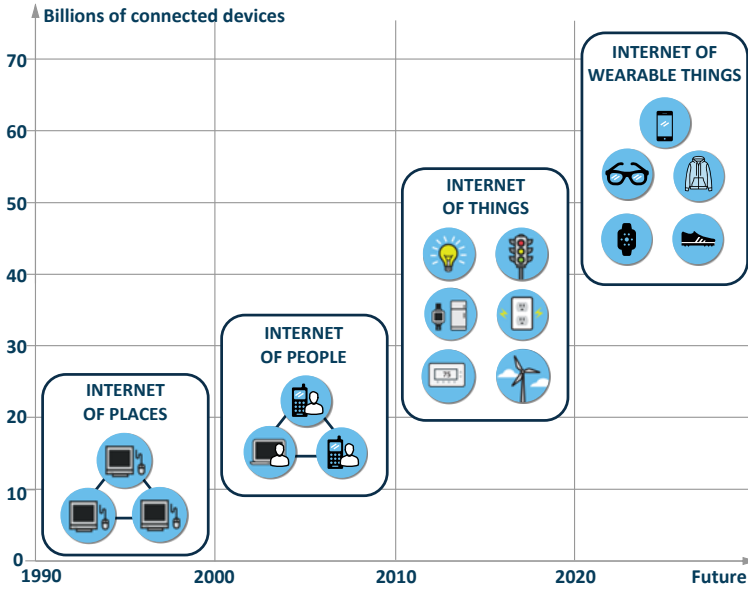 Billions of connected devices
70
60
50
40
30
20
10
0
INTERNET OF
WEARABLE THINGS
INTERNET
OF THINGS
75
INTERNET
OF PEOPLE
INTERNET
OF PLACES
1990
2000
2010
2020
Future